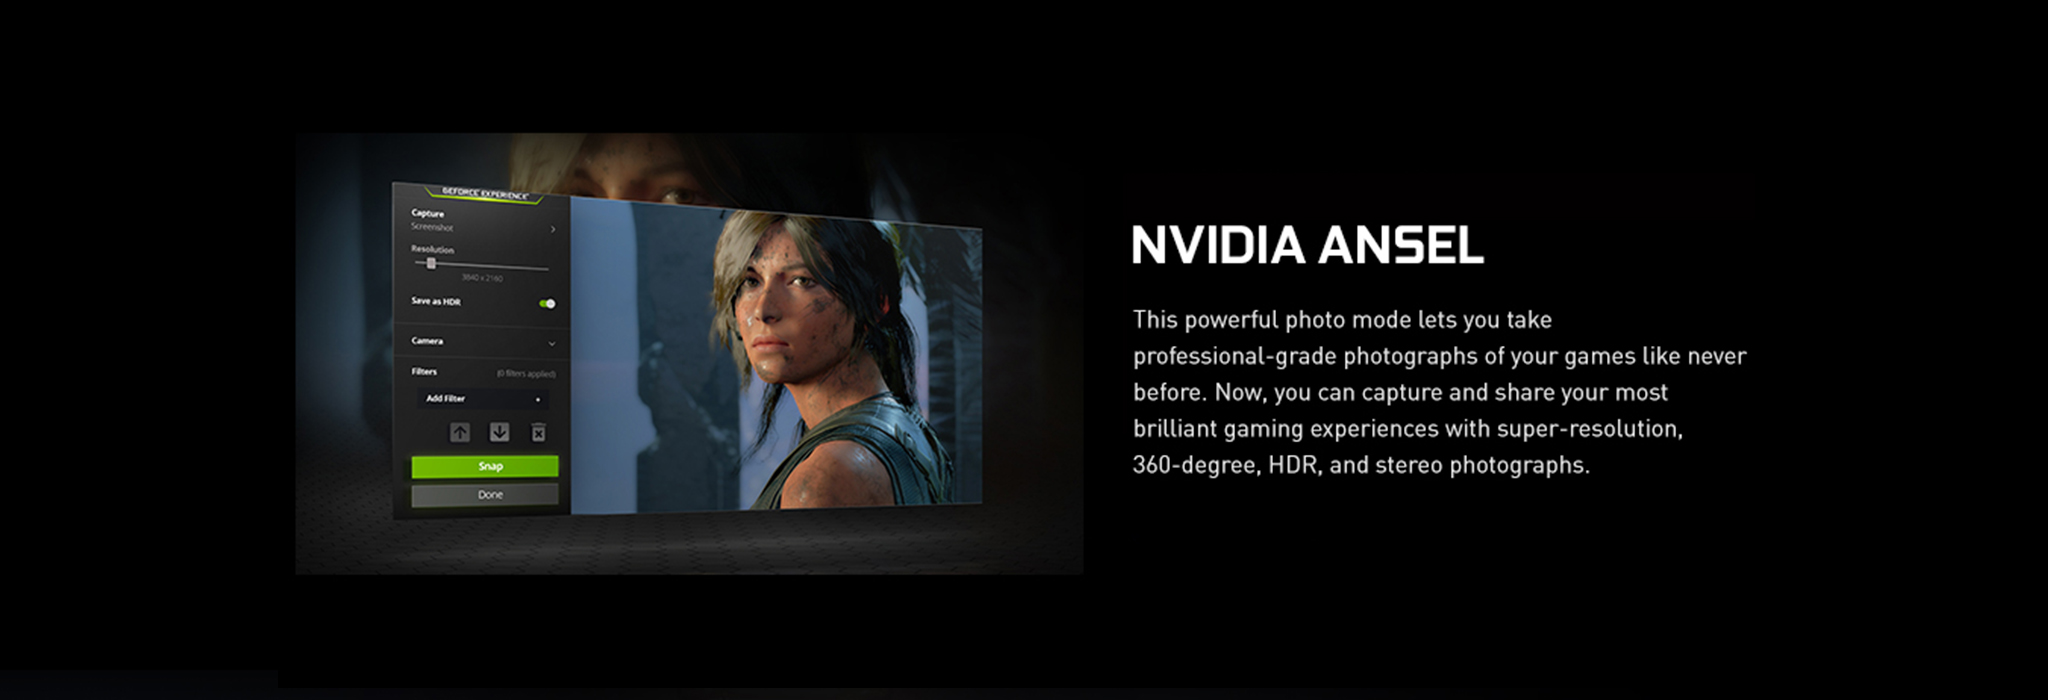 GEFORCE EXPERIENCE
Capture
Screenshot
Resolution
3840 x 2160
Save as HDR
Camera
Filters (0 filters applied)
Add Filter
Snap
Done
NVIDIA ANSEL
This powerful photo mode lets you take
professional-grade photographs of your games like never
before. Now, you can capture and share your most
brilliant gaming experiences with super-resolution,
360-degree, HDR, and stereo photographs.